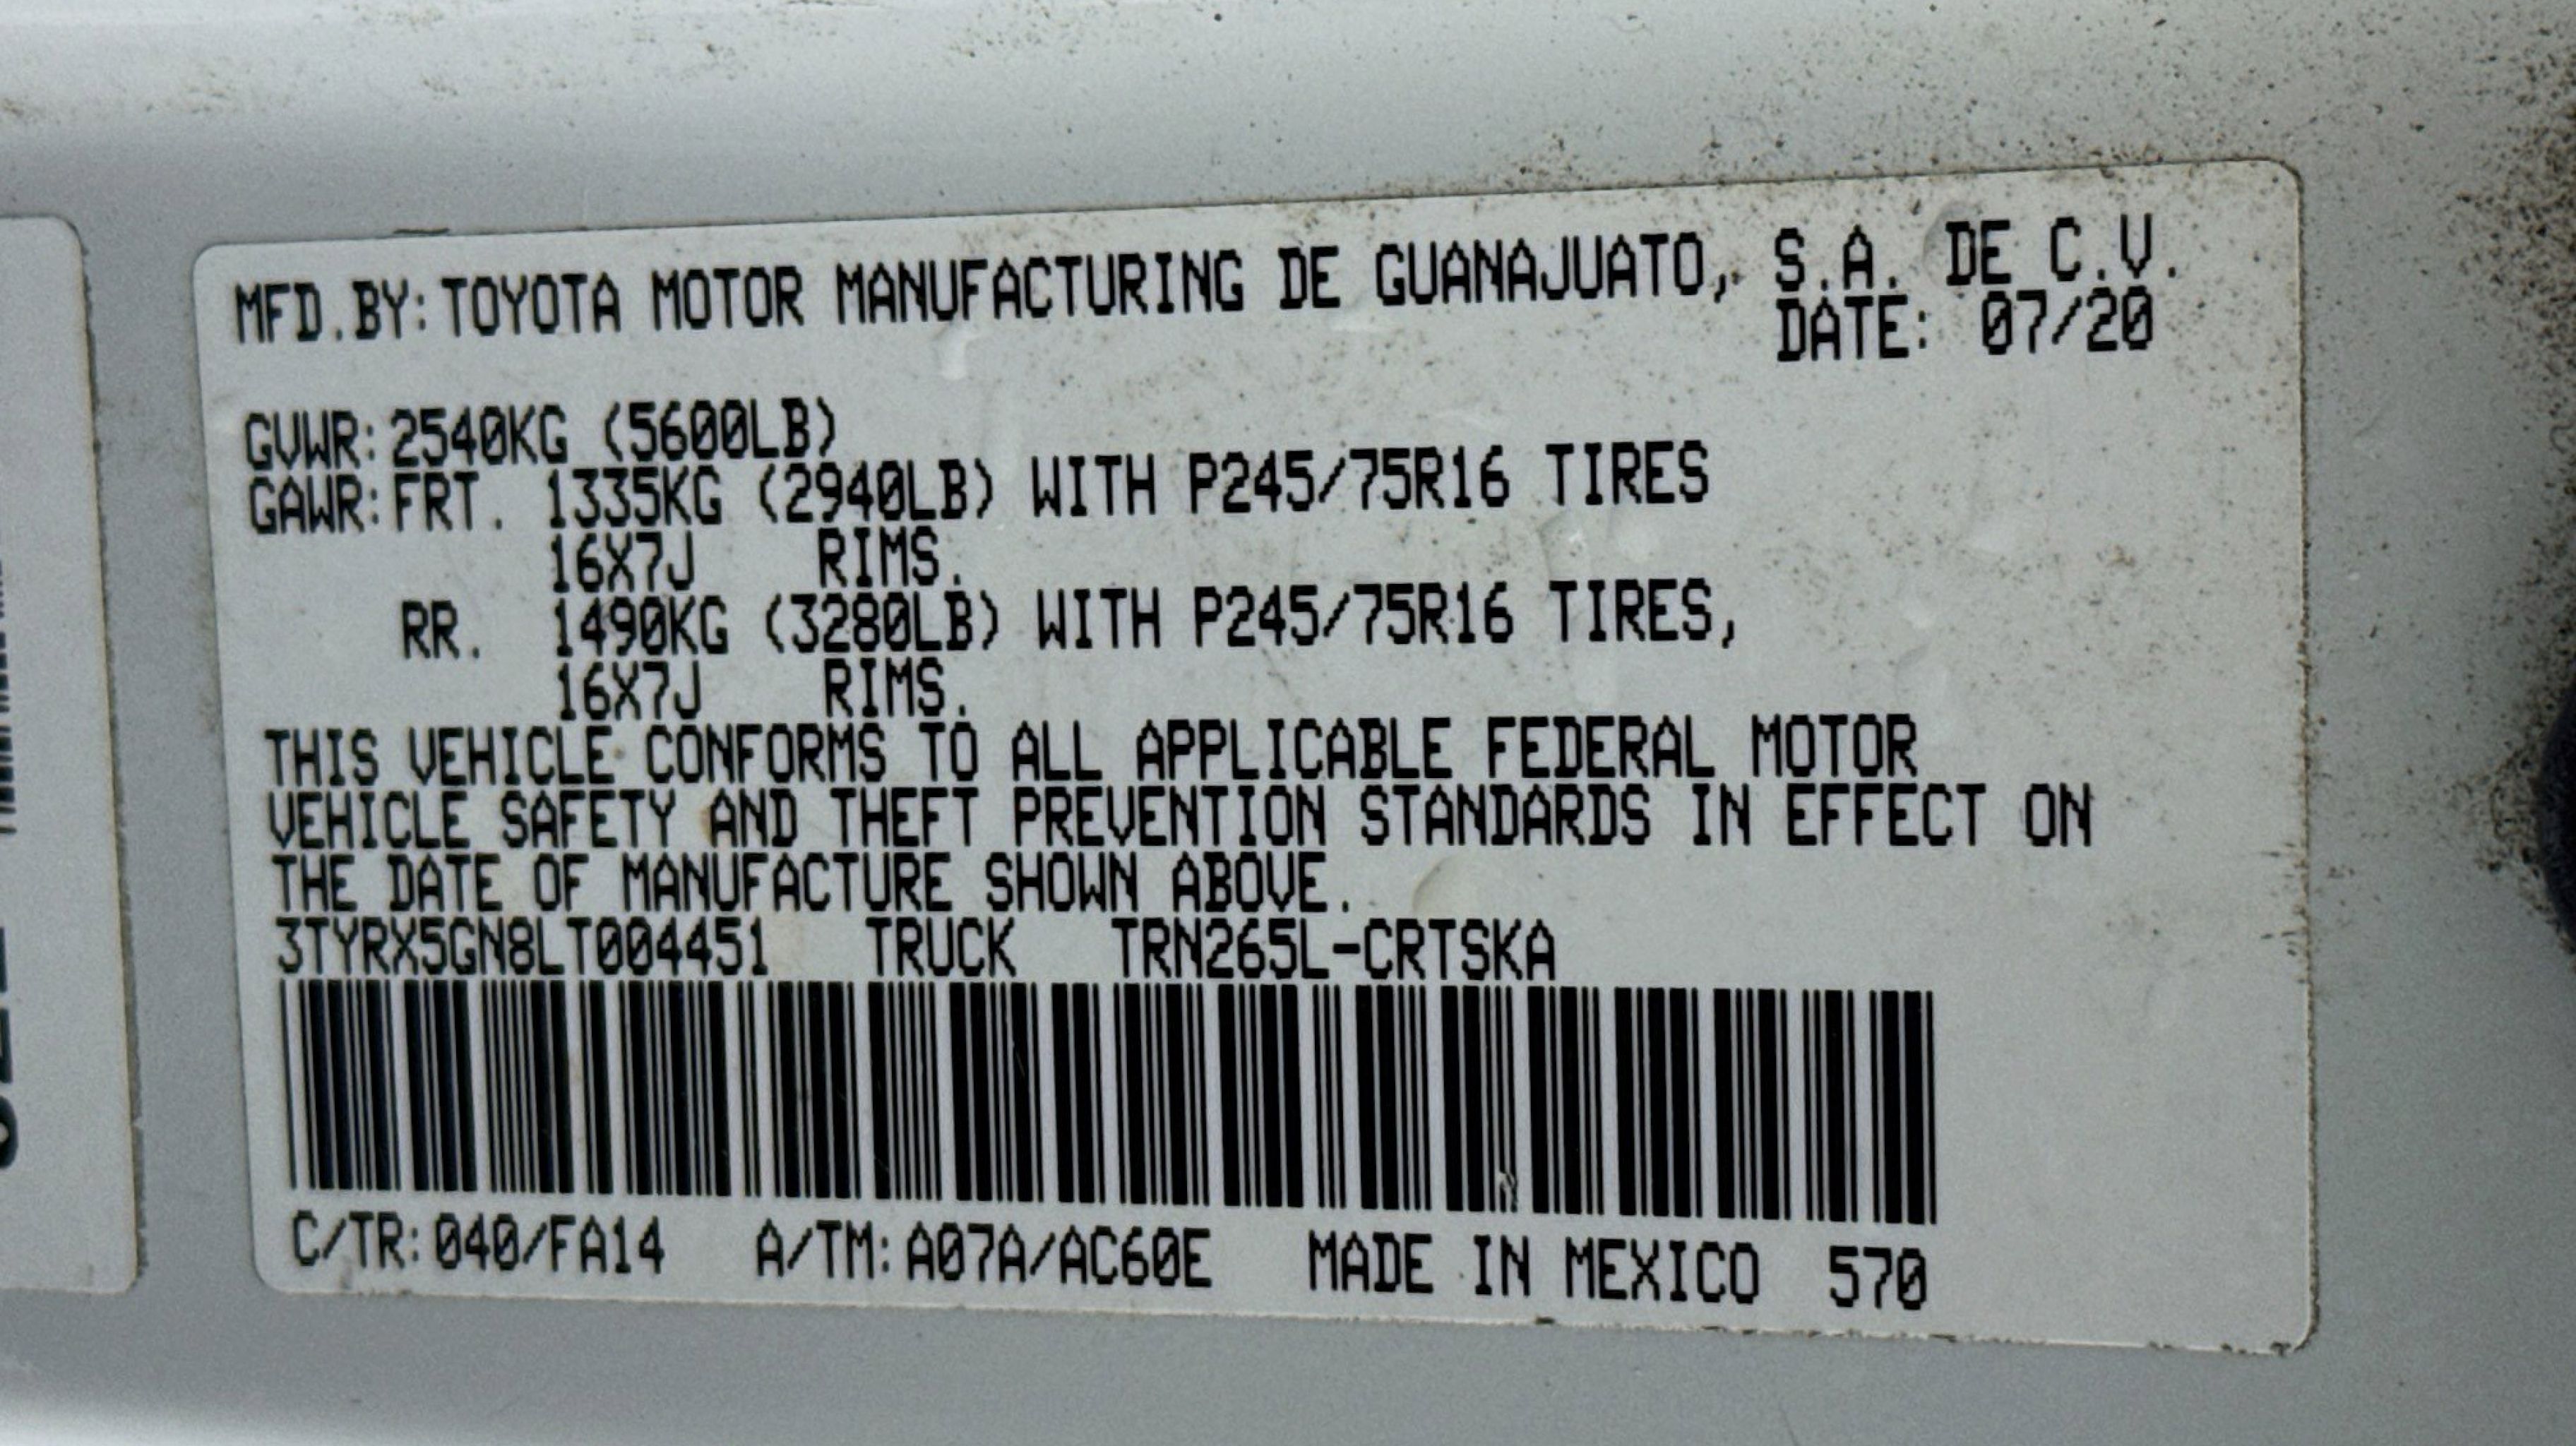 MFD.BY:TOYOTA MOTOR MANUFACTURING DE GUANAJUATO, S.A. DE C.V.
DATE: 07/20
GVWR:2540KG (5600LB)
GAWR:FRT. 1335KG (2940LB) WITH P245/75R16 TIRES
16X7J RIMS.
RR. 1490KG (3280LB) WITH P245/75R16 TIRES,
16X7J RIMS.
THIS VEHICLE CONFORMS TO ALL APPLICABLE FEDERAL MOTOR
VEHICLE SAFETY AND THEFT PREVENTION STANDARDS IN EFFECT ON
THE DATE OF MANUFACTURE SHOWN ABOVE.
3TYRX5GN8LT004451 TRUCK TRN265L-CRTSKA
C/TR:040/FA14 A/TM:A07A/AC60E MADE IN MEXICO 570